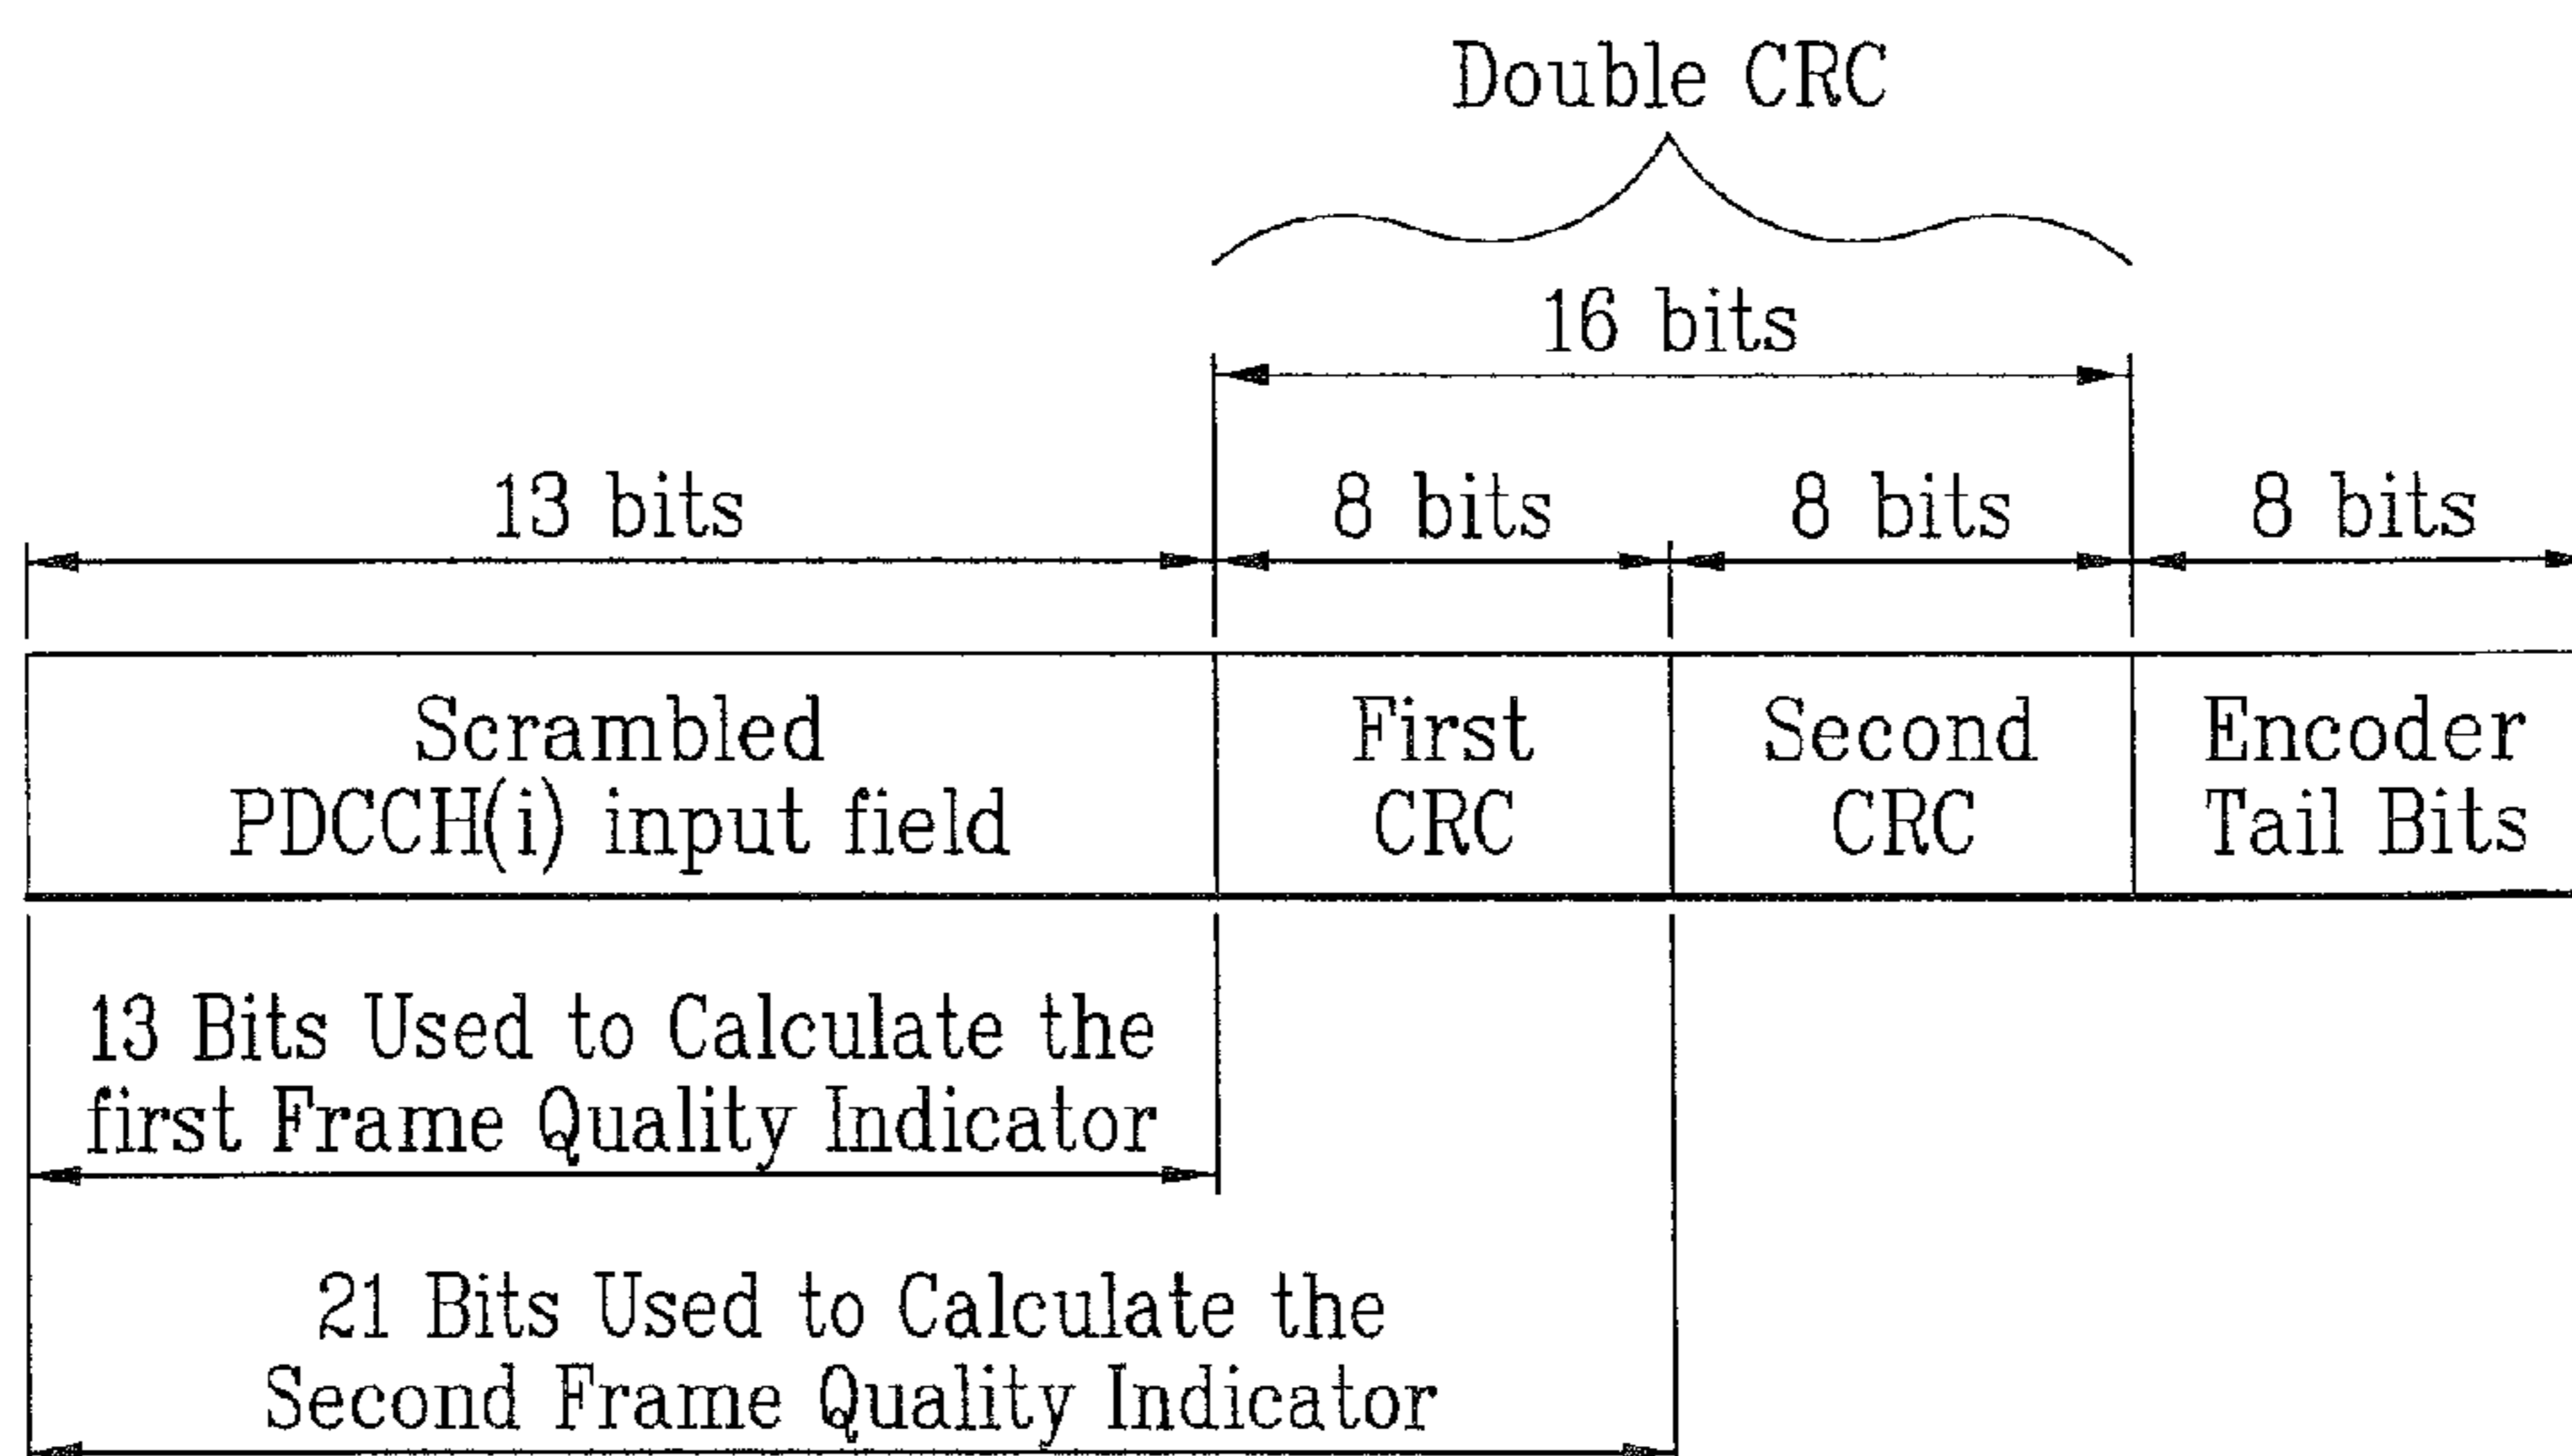 Double CRC
16 bits
13 bits
8 bits
8 bits
8 bits
Scrambled
PDCCH(i) input field
First
CRC
Second
CRC
Encoder
Tail Bits
13 Bits Used to Calculate the
first Frame Quality Indicator
21 Bits Used to Calculate the
Second Frame Quality Indicator